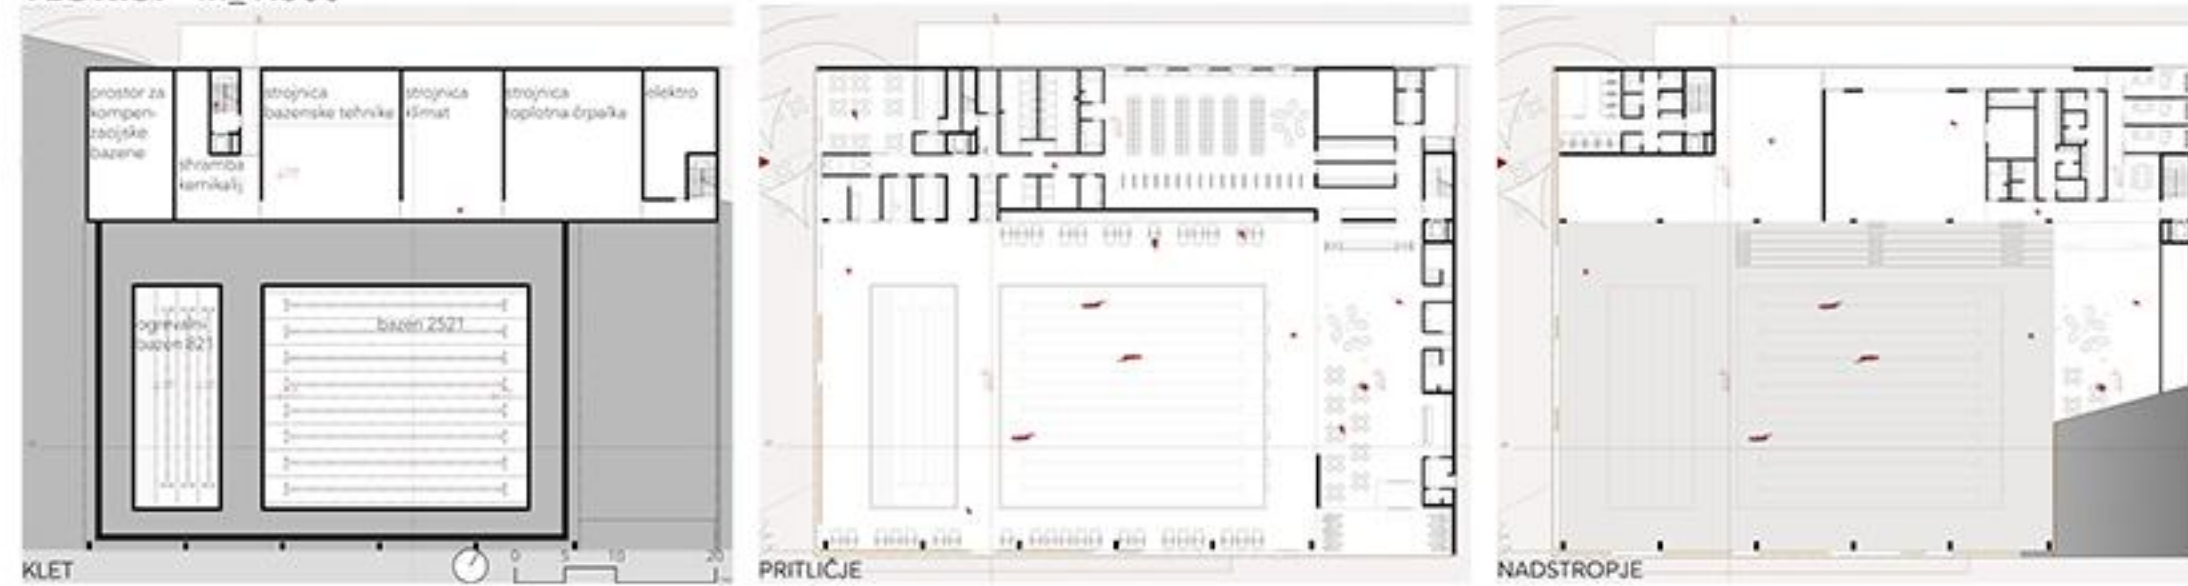 prostor za
kompen-
zacijske
bazene
shramba
kemikalij
strojnica
bazenske tehnike
strojnica
klimat
strojnica
toplotna črpalka
elektro
ogrevalni
bazen 821
bazen 2521
0 5 10 20
KLET
PRITLIČJE
NADSTROPJE